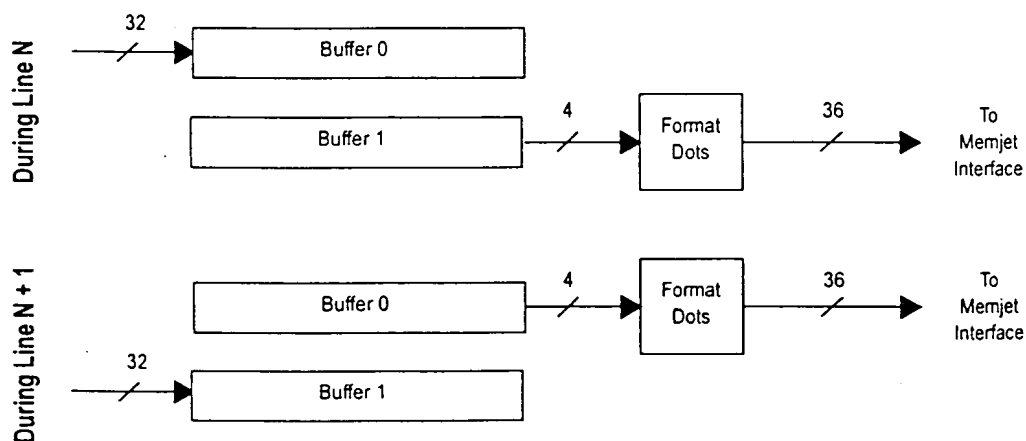 During Line N
32
Buffer 0
Buffer 1
4
Format
Dots
36
To
Memjet
Interface
During Line N + 1
Buffer 0
4
Format
Dots
36
To
Memjet
Interface
32
Buffer 1